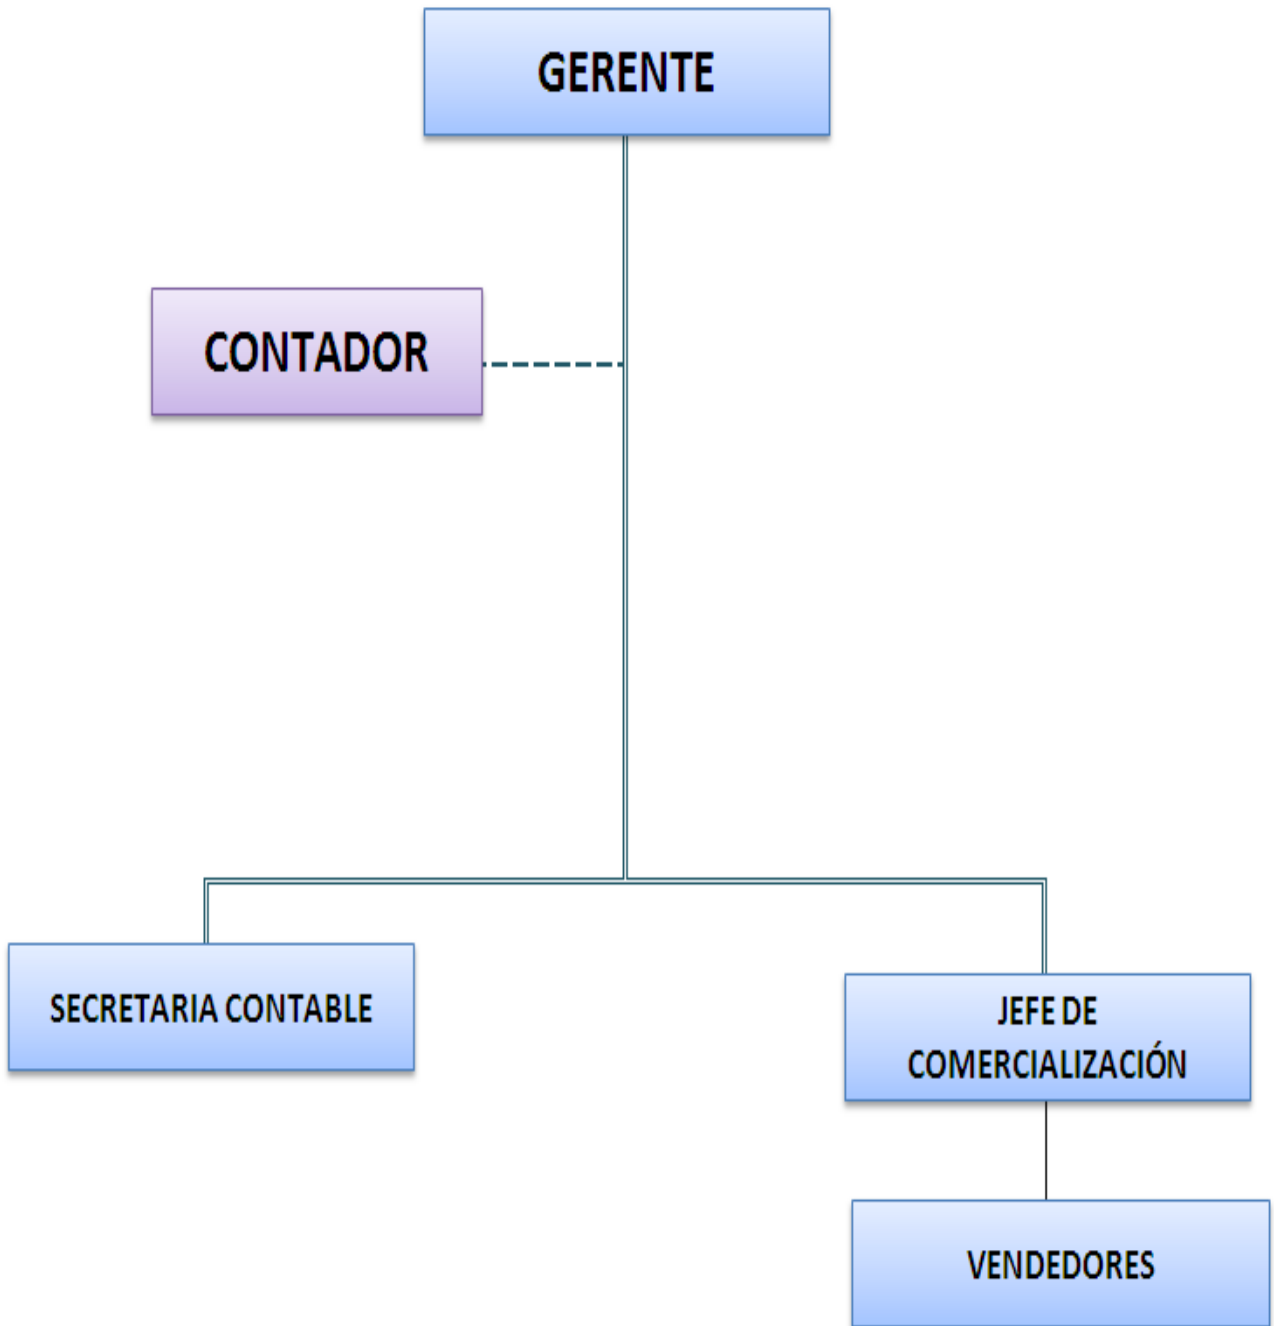 GERENTE
CONTADOR
SECRETARIA CONTABLE
JEFE DE
COMERCIALIZACIÓN
VENDEDORES